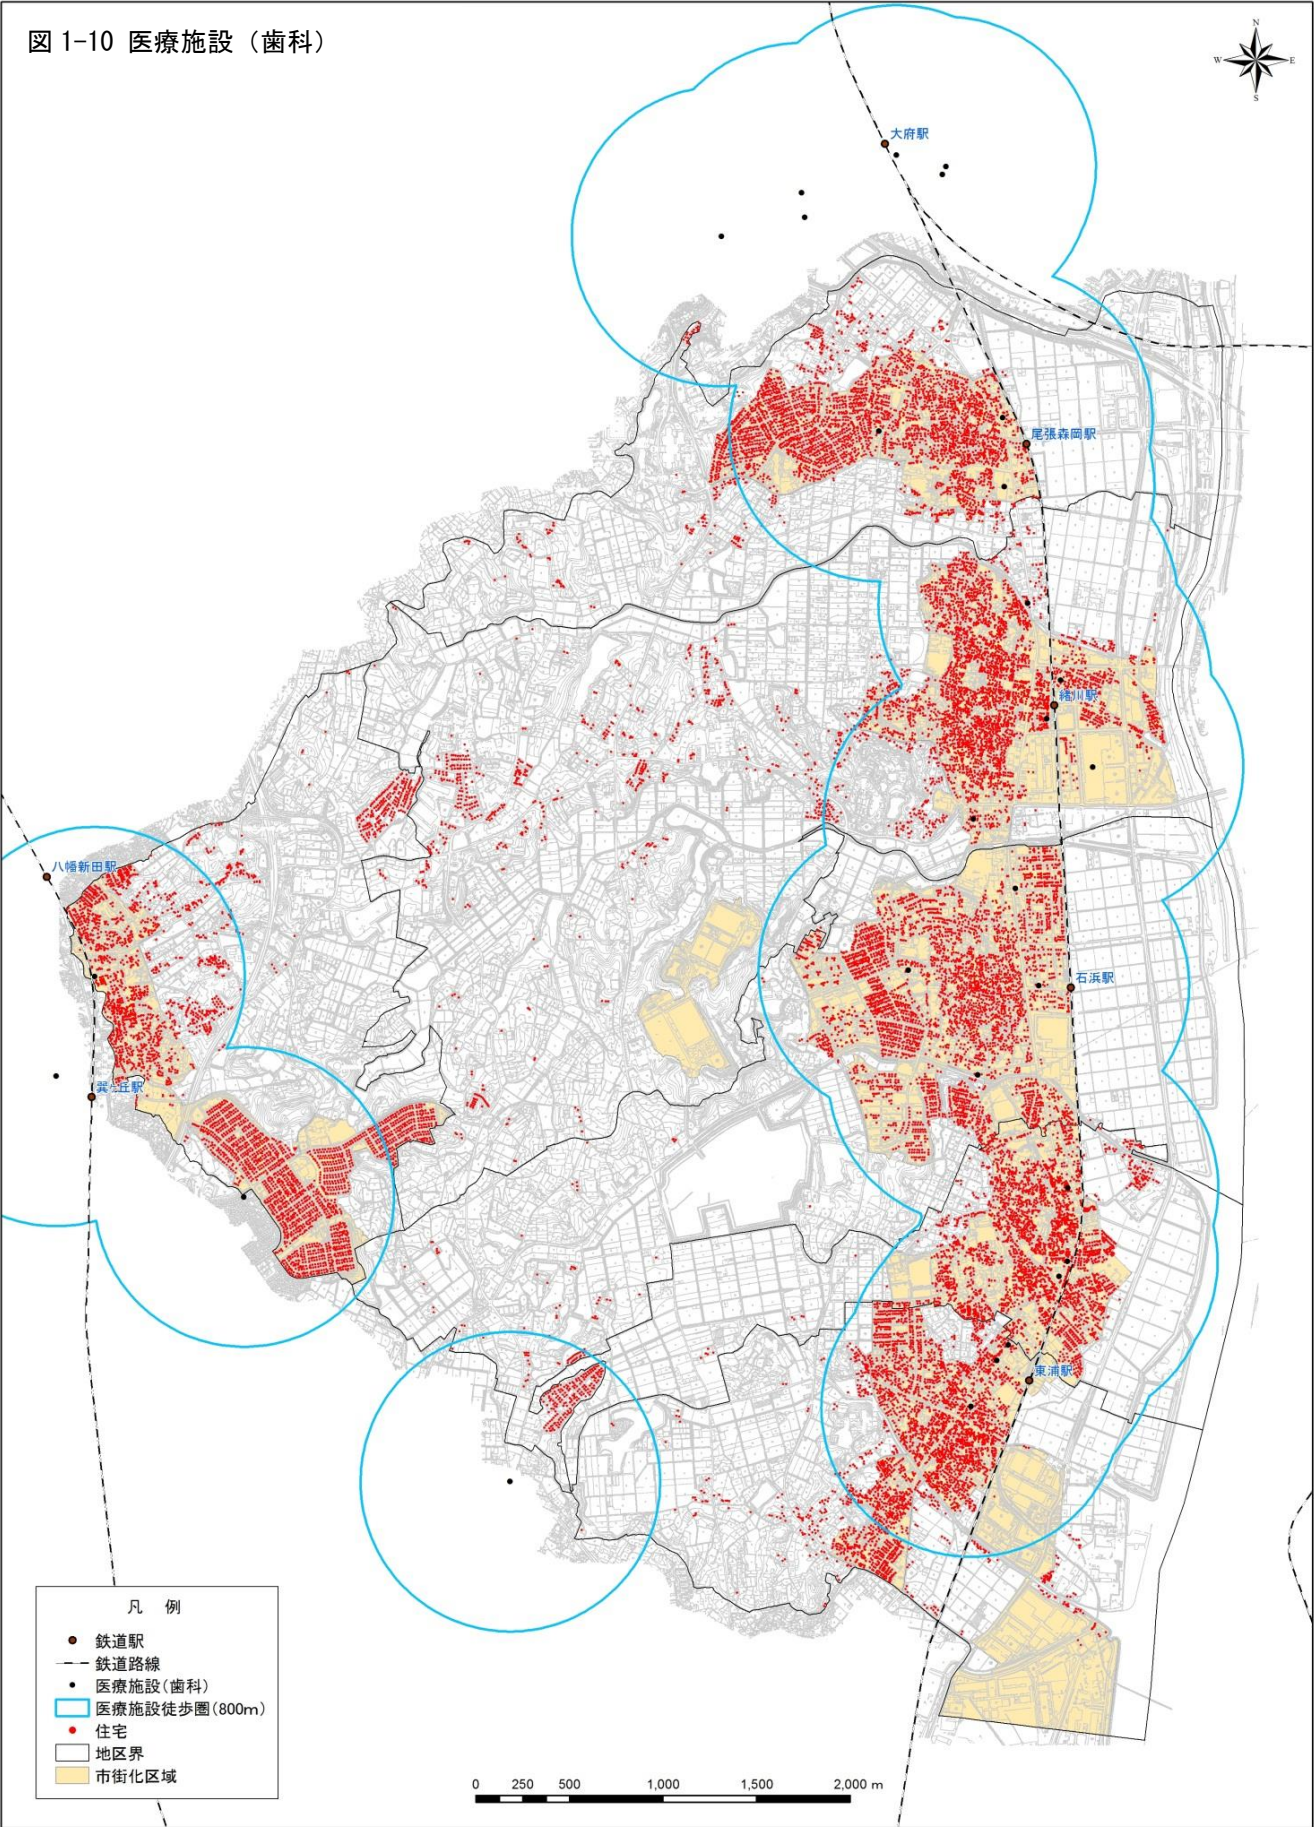 図 1-10 医療施設（歯科）
N
W E
S
大府駅
尾張森岡駅
緒川駅
八幡新田駅
石浜駅
巽ヶ丘駅
東浦駅
凡 例
鉄道駅
鉄道路線
医療施設(歯科)
医療施設徒歩圏(800m)
住宅
地区界
市街化区域
0 250 500 1,000 1,500 2,000 m